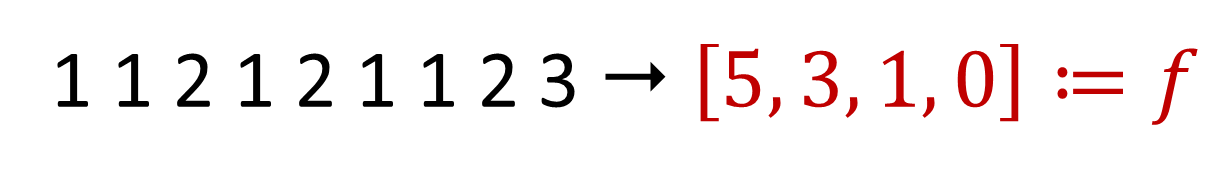 1 1 2 1 2 1 1 2 3 → [5, 3, 1, 0] := f